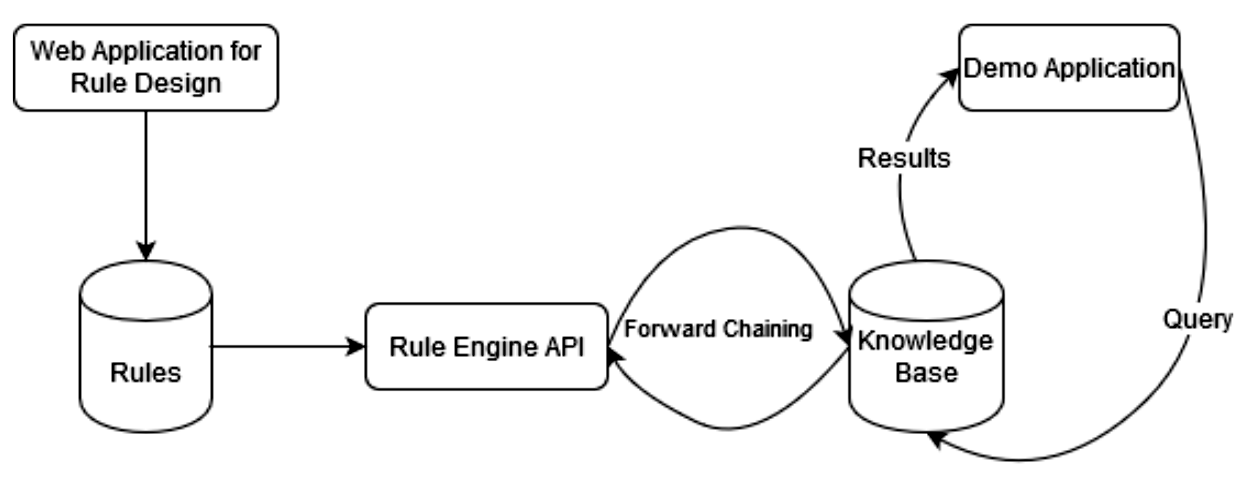 Web Application for
Rule Design
Demo Application
Results
Query
Forward Chaining
Knowledge
Base
Rule Engine API
Rules